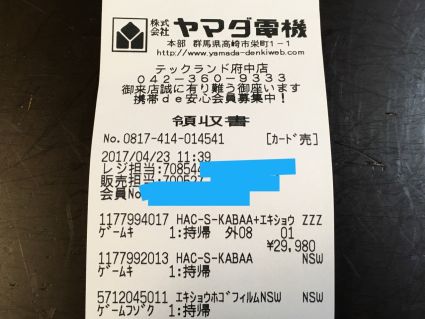 株式会社 ヤマダ電機
本部 群馬県高崎市栄町1-1
http://www.yamada-denkiweb.com
テックランド府中店
042-360-9333
御来店誠に有り難う御座います
携帯de安心会員募集中!
領収書
No.0817-414-014541 [カード売]
2017/04/23 11:39
レジ担当:70854
販売担当:700527
会員No
1177994017 HAC-S-KABAA+エキショウ ZZZ
ゲームキ 1:持帰 外08 01
¥29,980
1177992013 HAC-S-KABAA NSW
ゲームキ 1:持帰
5712045011 エキショウホゴフィルムNSW NSW
ゲームフゾク 1:持帰